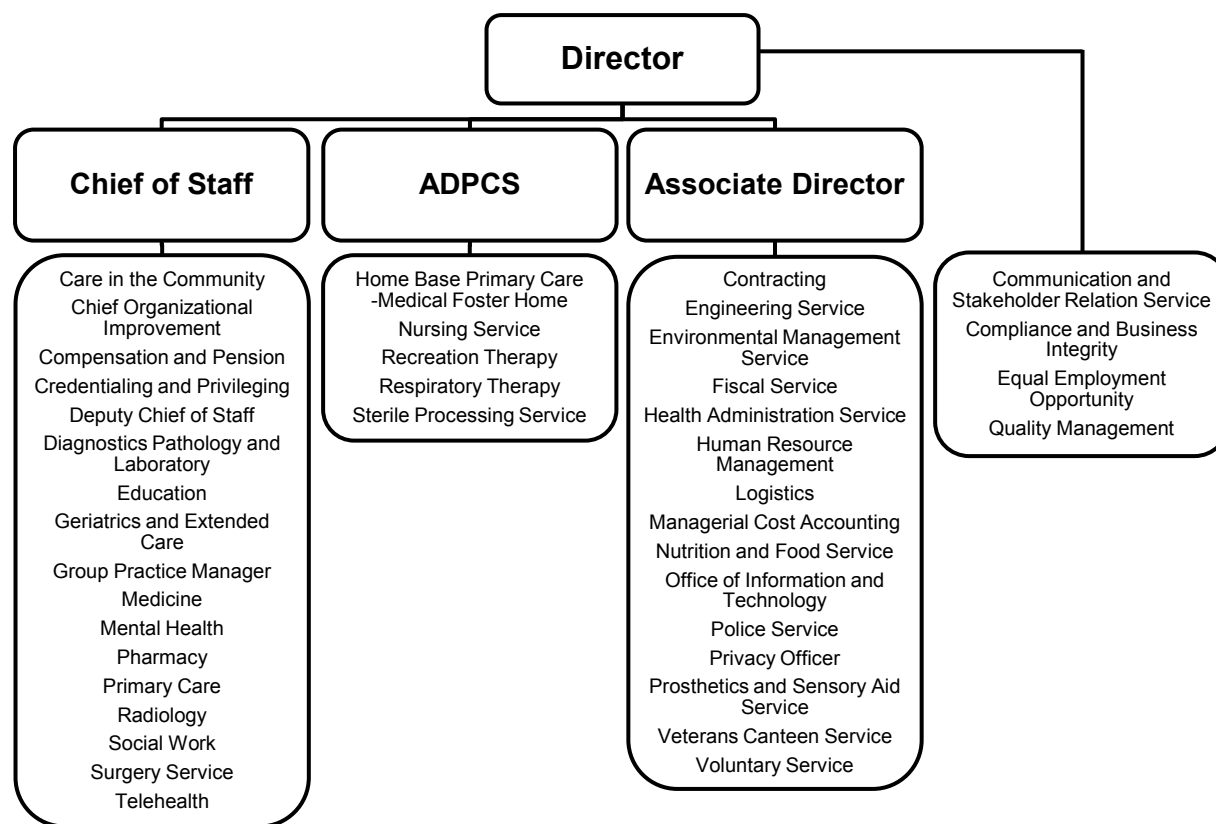 Director
Chief of Staff
ADPCS
Associate Director
Care in the Community
Chief Organizational
Improvement
Compensation and Pension
Credentialing and Privileging
Deputy Chief of Staff
Diagnostics Pathology and
Laboratory
Education
Geriatrics and Extended
Care
Group Practice Manager
Medicine
Mental Health
Pharmacy
Primary Care
Radiology
Social Work
Surgery Service
Telehealth
Home Base Primary Care
-Medical Foster Home
Nursing Service
Recreation Therapy
Respiratory Therapy
Sterile Processing Service
Contracting
Engineering Service
Environmental Management
Service
Fiscal Service
Health Administration Service
Human Resource
Management
Logistics
Managerial Cost Accounting
Nutrition and Food Service
Office of Information and
Technology
Police Service
Privacy Officer
Prosthetics and Sensory Aid
Service
Veterans Canteen Service
Voluntary Service
Communication and
Stakeholder Relation Service
Compliance and Business
Integrity
Equal Employment
Opportunity
Quality Management